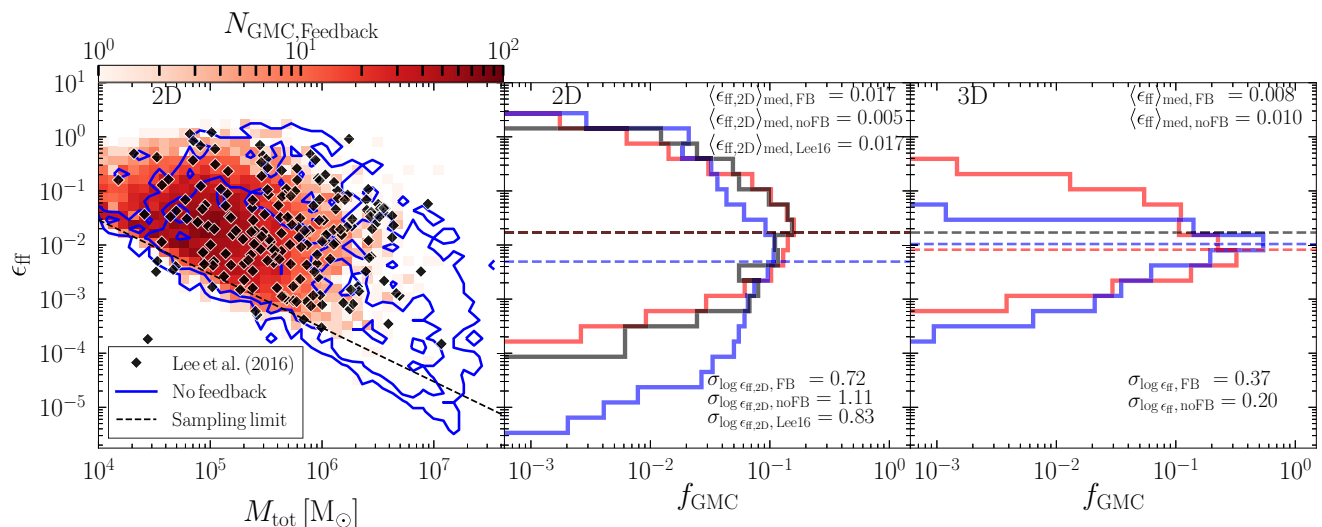 N_GMC,Feedback
10^0 10^1 10^2
2D
10^1
10^0
10^-1
10^-2
10^-3
10^-4
10^-5
ϵ_ff
Lee et al. (2016)
No feedback
Sampling limit
10^4 10^5 10^6 10^7
M_tot [M_⊙]
2D
⟨ϵ_ff,2D⟩_med, FB = 0.017
⟨ϵ_ff,2D⟩_med, noFB = 0.005
⟨ϵ_ff,2D⟩_med, Lee16 = 0.017
σ_log ϵ_ff,2D, FB = 0.72
σ_log ϵ_ff,2D, noFB = 1.11
σ_log ϵ_ff,2D, Lee16 = 0.83
10^-3 10^-2 10^-1 10^0
f_GMC
3D
⟨ϵ_ff⟩_med, FB = 0.008
⟨ϵ_ff⟩_med, noFB = 0.010
σ_log ϵ_ff, FB = 0.37
σ_log ϵ_ff, noFB = 0.20
10^-3 10^-2 10^-1 10^0
f_GMC